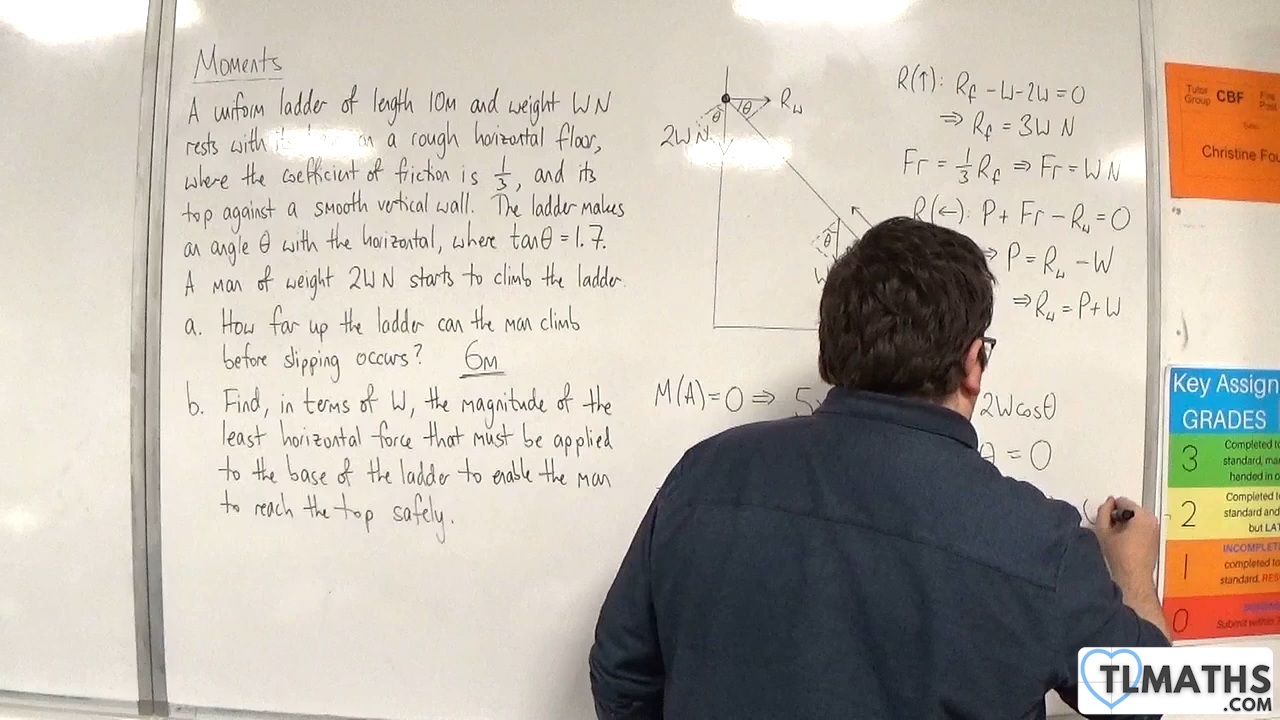 Moments
A uniform ladder of length 10m and weight W N
rests with on a rough horizontal floor,
where the coefficient of friction is 1/3, and its
top against a smooth vertical wall. The ladder makes
an angle θ with the horizontal, where tanθ = 1.7.
A man of weight 2W N starts to climb the ladder.
a. How far up the ladder can the man climb
before slipping occurs? 6m
b. Find, in terms of W, the magnitude of the
least horizontal force that must be applied
to the base of the ladder to enable the man
to reach the top safely.
θ θ R_w
2W N
θ
W
R(↑): R_f - W - 2W = 0
⇒ R_f = 3W N
Fr = 1/3 R_f ⇒ Fr = W N
R(←): P + Fr - R_w = 0
⇒ P = R_w - W
⇒ R_w = P + W
M(A) = 0 ⇒ 5 2Wcosθ
= 0
Tutor Group CBF
Christine
Key Assign
GRADES
3 Completed to
standard,
handed in
2 Completed to
standard and
but LATE
1 INCOMPLETE
completed to
standard.
0
Submit within
TLMATHS
.COM